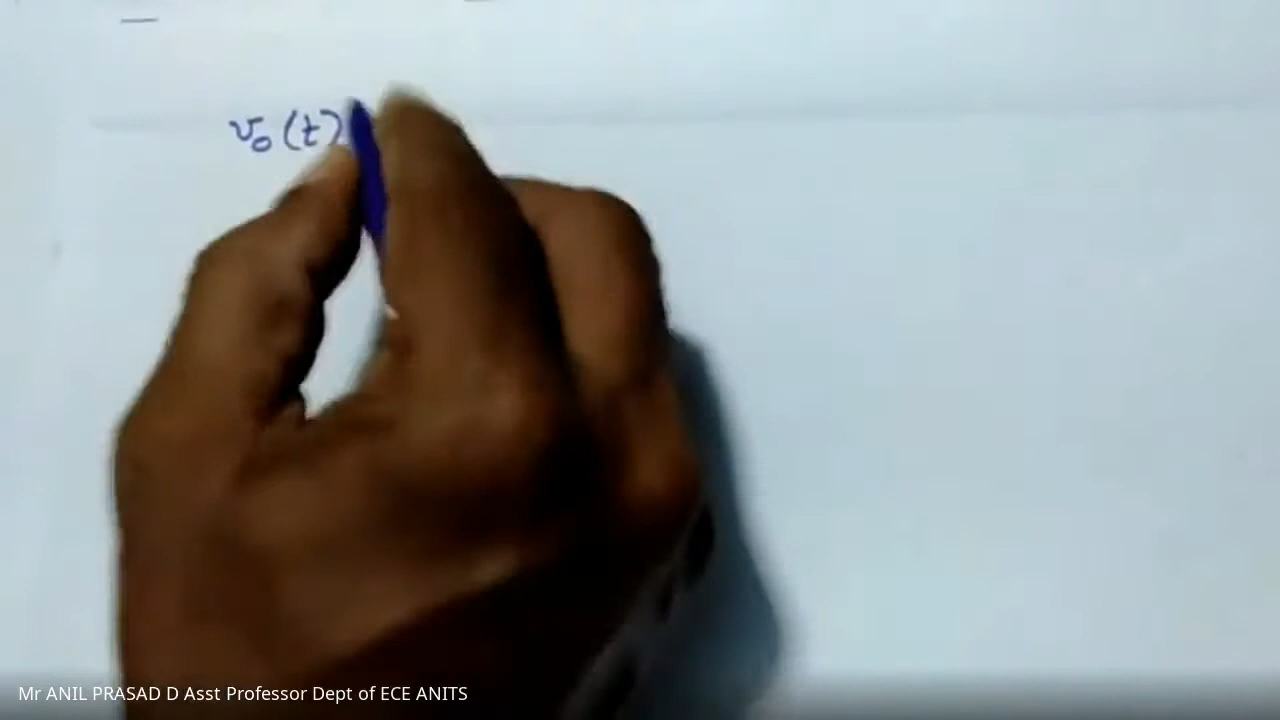 v₀(t)
Mr ANIL PRASAD D Asst Professor Dept of ECE ANITS